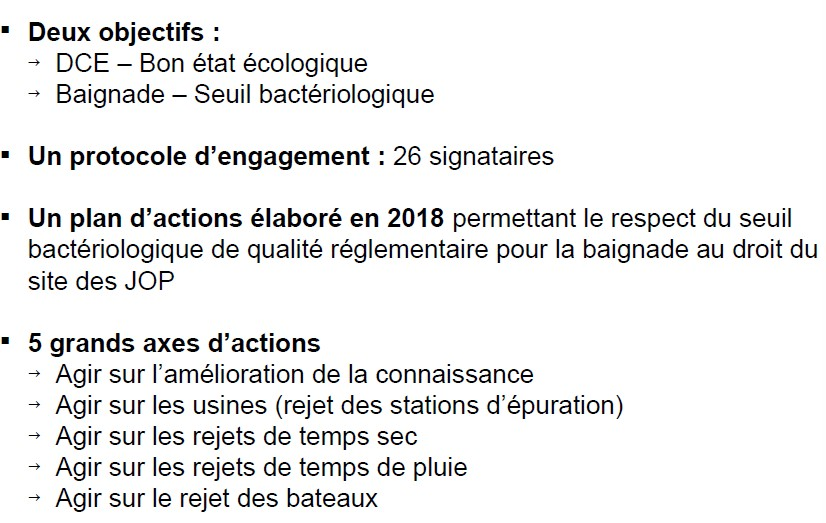 ▪ Deux objectifs :
→ DCE – Bon état écologique
→ Baignade – Seuil bactériologique
▪ Un protocole d’engagement : 26 signataires
▪ Un plan d’actions élaboré en 2018 permettant le respect du seuil
bactériologique de qualité réglementaire pour la baignade au droit du
site des JOP
▪ 5 grands axes d’actions
→ Agir sur l’amélioration de la connaissance
→ Agir sur les usines (rejet des stations d’épuration)
→ Agir sur les rejets de temps sec
→ Agir sur les rejets de temps de pluie
→ Agir sur le rejet des bateaux